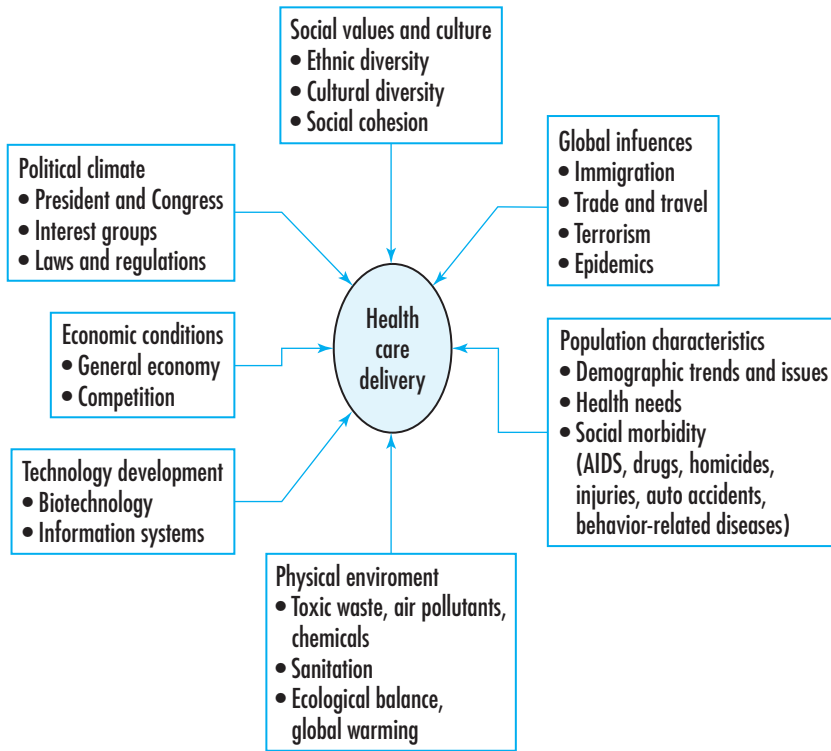 Social values and culture
• Ethnic diversity
• Cultural diversity
• Social cohesion
Global infuences
• Immigration
• Trade and travel
• Terrorism
• Epidemics
Political climate
• President and Congress
• Interest groups
• Laws and regulations
Health
care
delivery
Economic conditions
• General economy
• Competition
Population characteristics
• Demographic trends and issues
• Health needs
• Social morbidity
(AIDS, drugs, homicides,
injuries, auto accidents,
behavior-related diseases)
Technology development
• Biotechnology
• Information systems
Physical enviroment
• Toxic waste, air pollutants,
chemicals
• Sanitation
• Ecological balance,
global warming